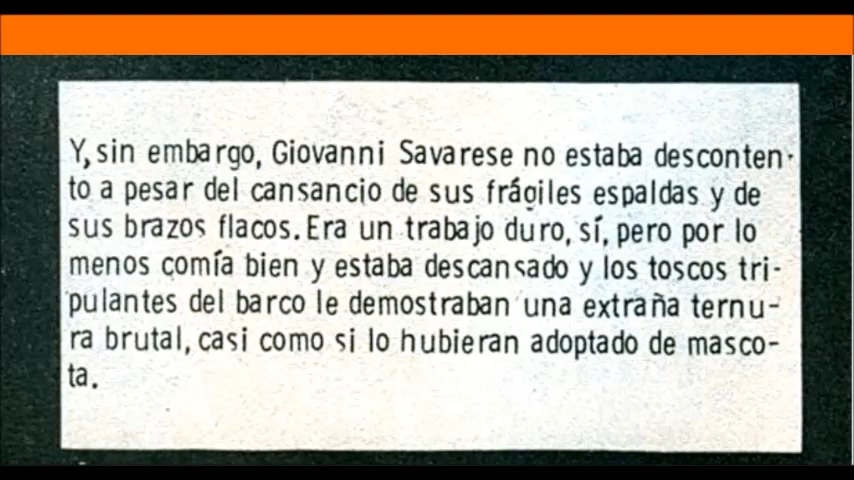 Y, sin embargo, Giovanni Savarese no estaba desconten-
to a pesar del cansancio de sus frágiles espaldas y de
sus brazos flacos. Era un trabajo duro, sí, pero por lo
menos comía bien y estaba descansado y los toscos tri-
pulantes del barco le demostraban una extraña ternu-
ra brutal, casi como si lo hubieran adoptado de masco-
ta.